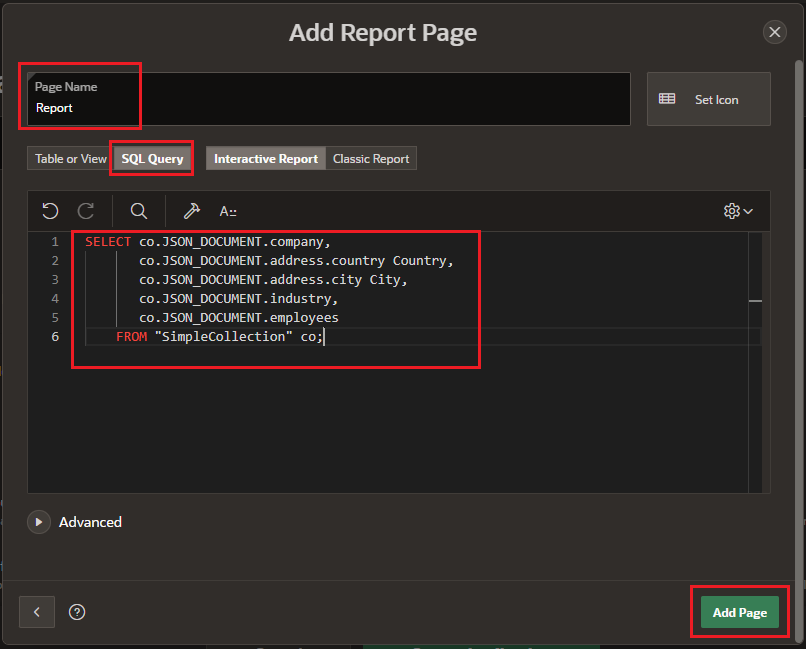 Add Report Page
Page Name
Report
Set Icon
Table or View SQL Query Interactive Report Classic Report
A::
1 SELECT co.JSON_DOCUMENT.company,
2 co.JSON_DOCUMENT.address.country Country,
3 co.JSON_DOCUMENT.address.city City,
4 co.JSON_DOCUMENT.industry,
5 co.JSON_DOCUMENT.employees
6 FROM "SimpleCollection" co;
Advanced
Add Page